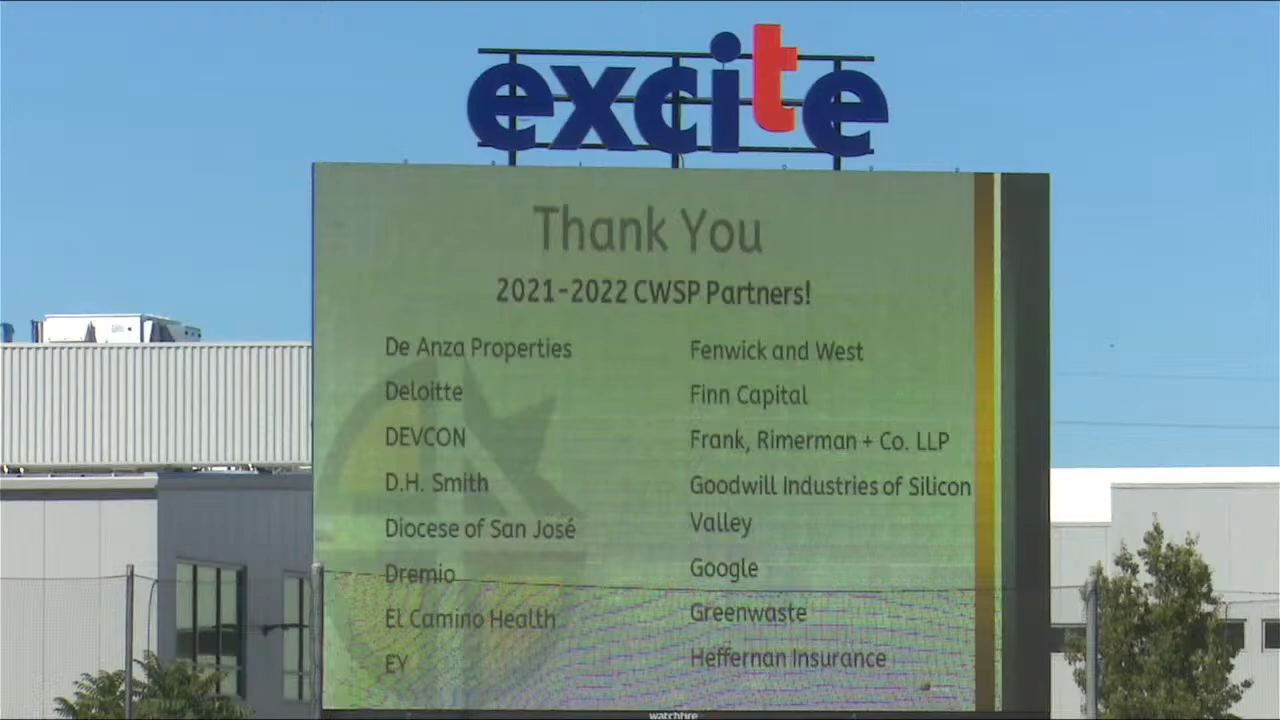 excite
Thank You
2021-2022 CWSP Partners!
De Anza Properties
Deloitte
DEVCON
D.H. Smith
Diocese of San José
Dremio
El Camino Health
EY
Fenwick and West
Finn Capital
Frank, Rimerman + Co. LLP
Goodwill Industries of Silicon
Valley
Google
Greenwaste
Heffernan Insurance
watchfire